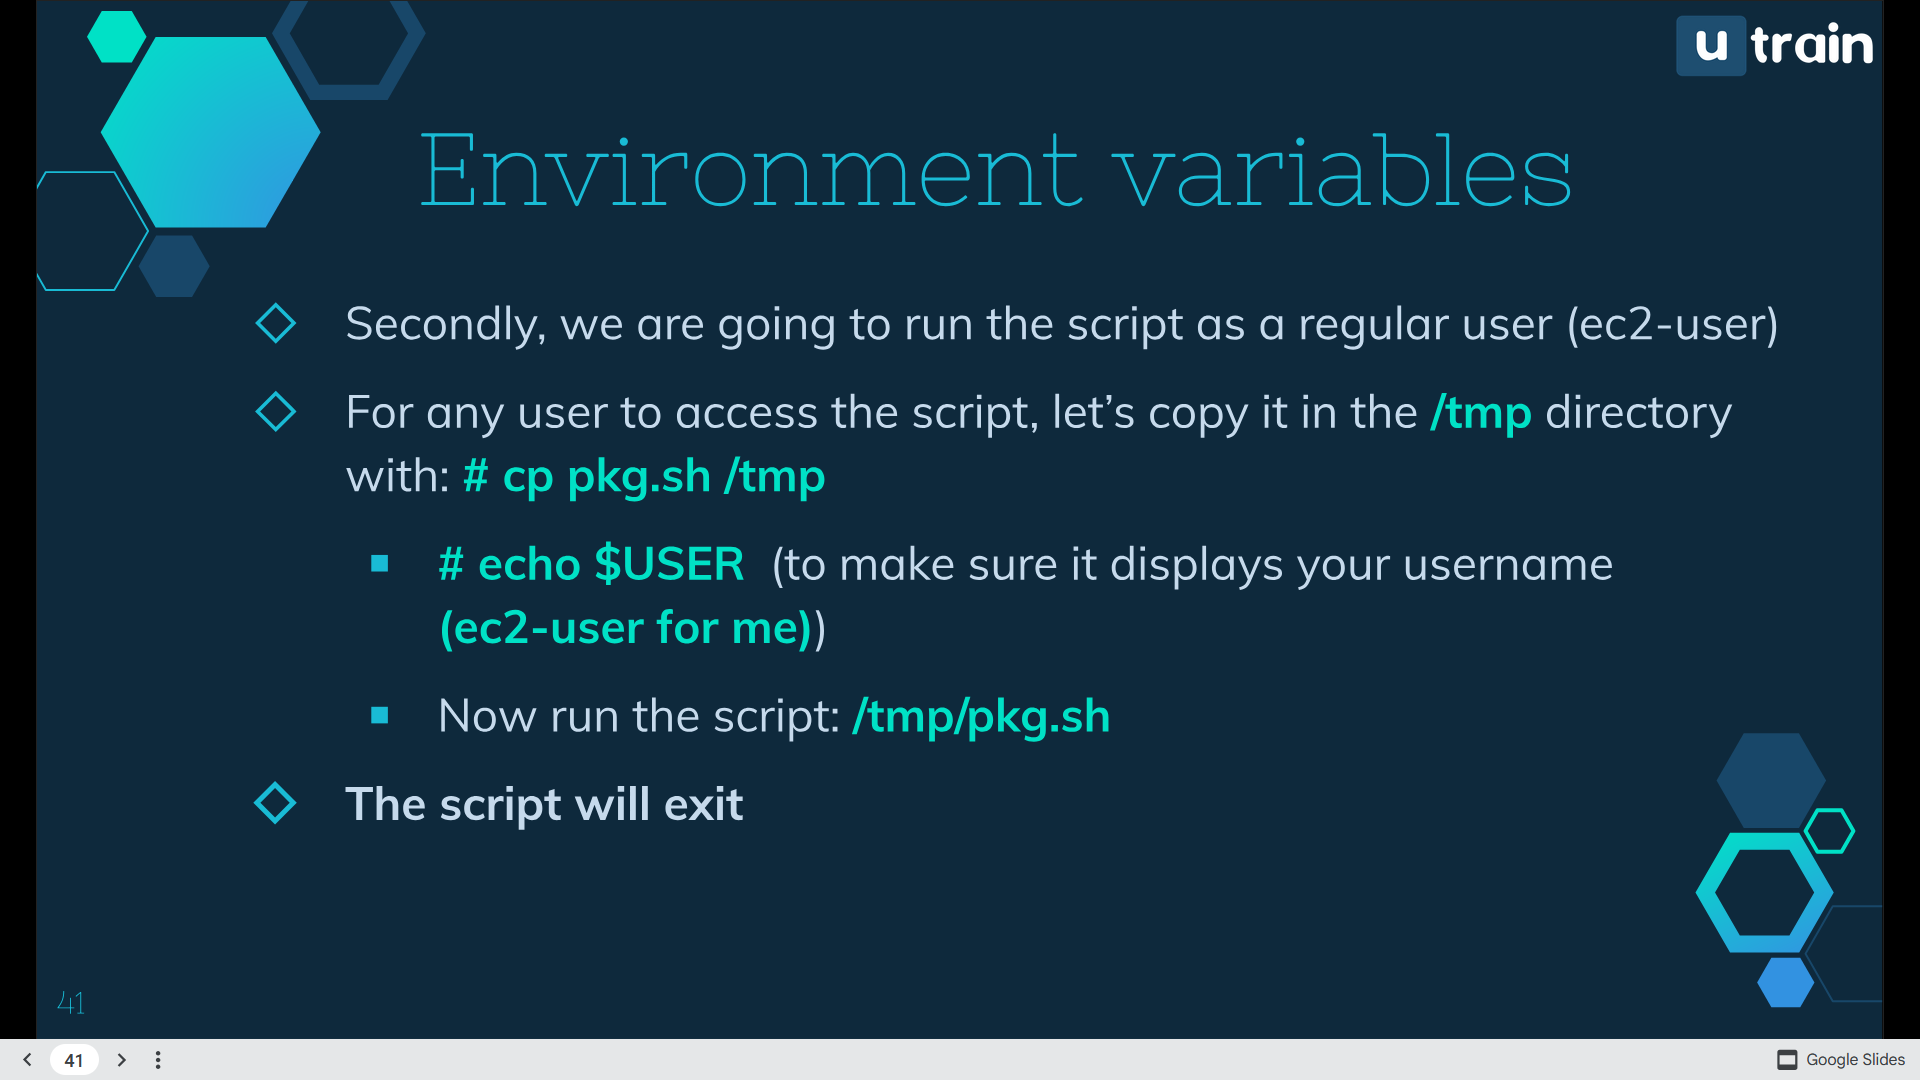 u train
Environment variables
Secondly, we are going to run the script as a regular user (ec2-user)
For any user to access the script, let’s copy it in the /tmp directory
with: # cp pkg.sh /tmp
# echo $USER  (to make sure it displays your username
(ec2-user for me))
Now run the script: /tmp/pkg.sh
The script will exit
41
41
Google Slides